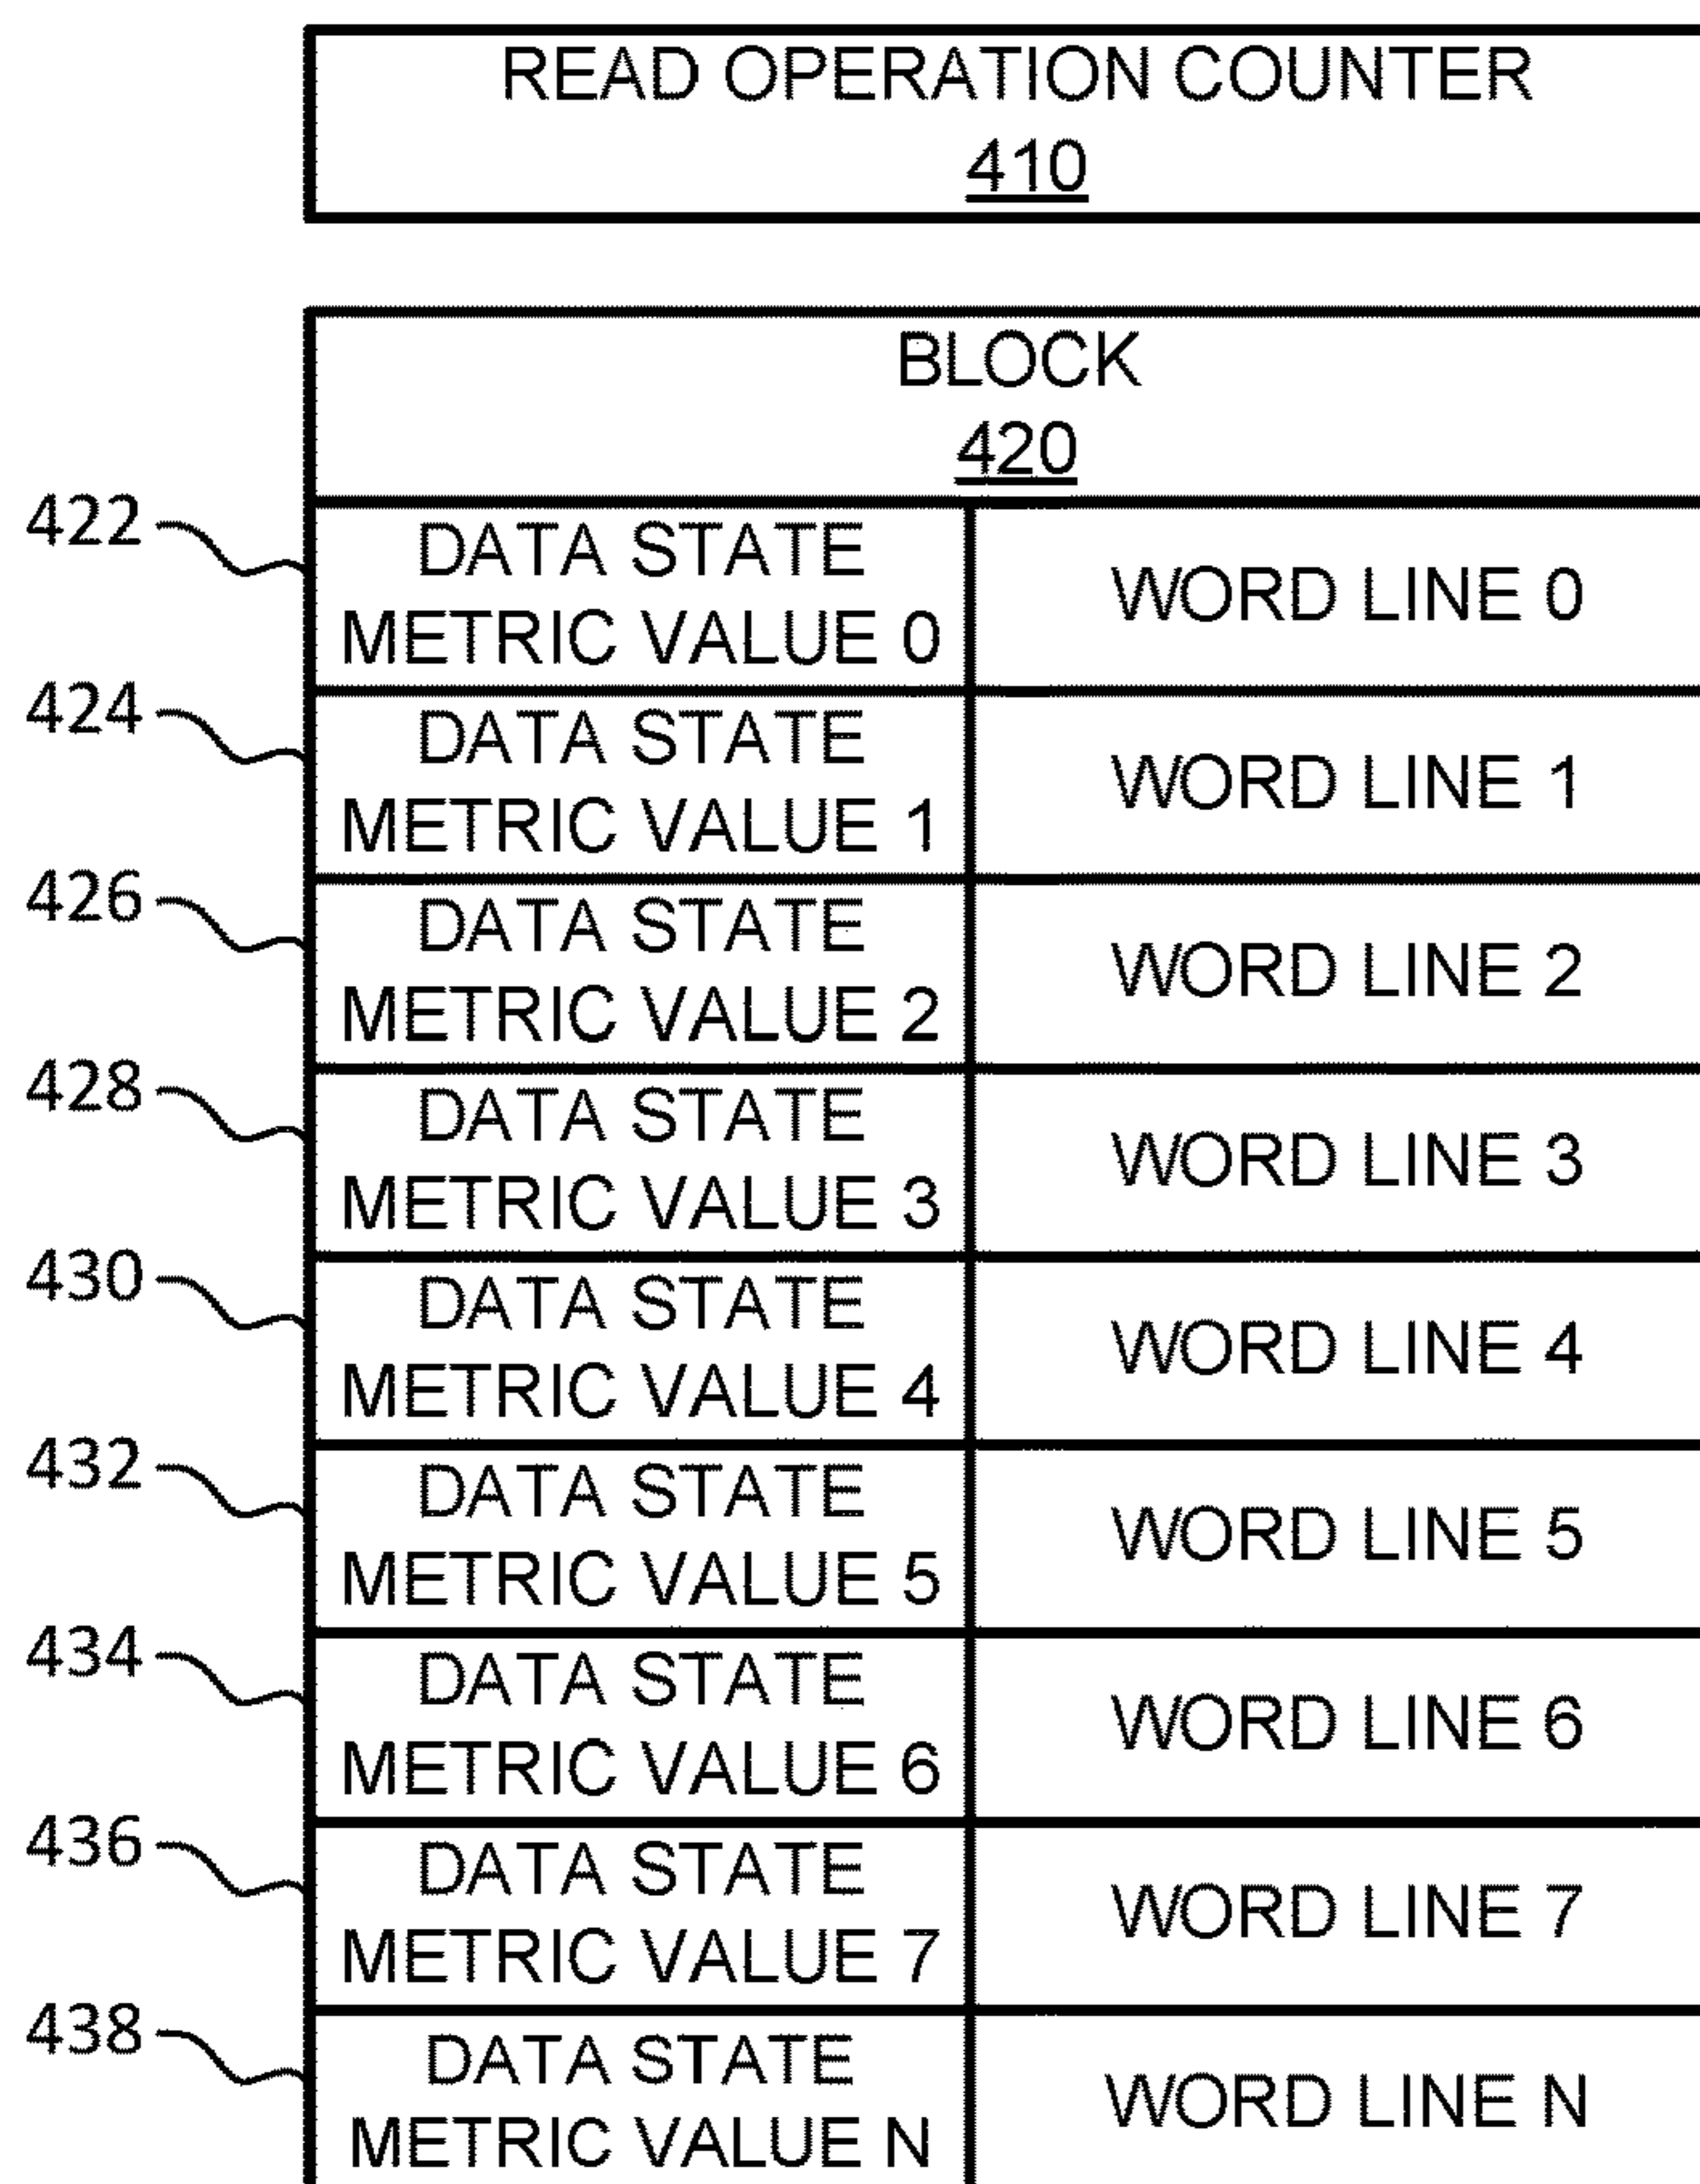 READ OPERATION COUNTER
410
BLOCK
420
422
DATA STATE
METRIC VALUE 0
WORD LINE 0
424
DATA STATE
METRIC VALUE 1
WORD LINE 1
426
DATA STATE
METRIC VALUE 2
WORD LINE 2
428
DATA STATE
METRIC VALUE 3
WORD LINE 3
430
DATA STATE
METRIC VALUE 4
WORD LINE 4
432
DATA STATE
METRIC VALUE 5
WORD LINE 5
434
DATA STATE
METRIC VALUE 6
WORD LINE 6
436
DATA STATE
METRIC VALUE 7
WORD LINE 7
438
DATA STATE
METRIC VALUE N
WORD LINE N